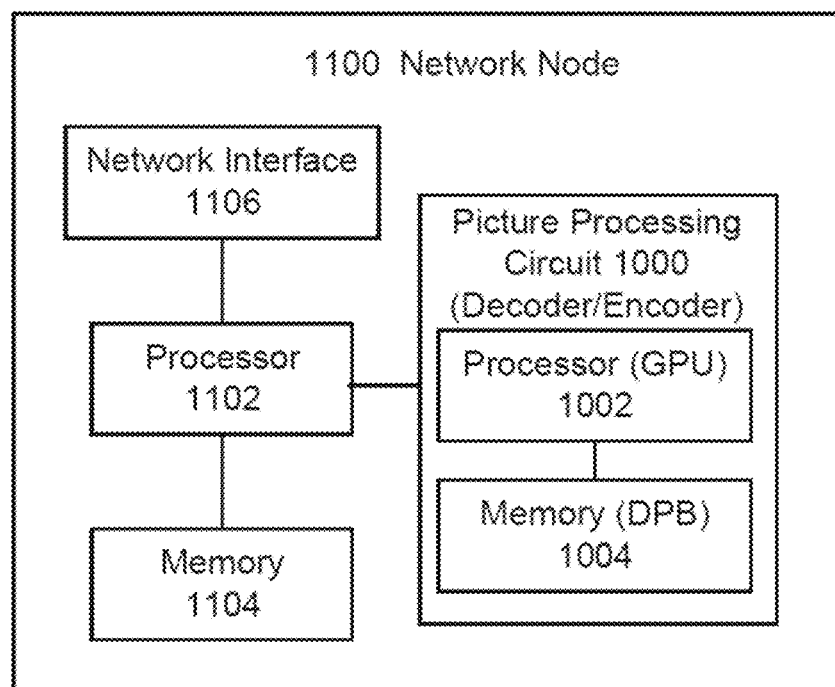 1100 Network Node
Network Interface
1106
Processor
1102
Memory
1104
Picture Processing
Circuit 1000
(Decoder/Encoder)
Processor (GPU)
1002
Memory (DPB)
1004